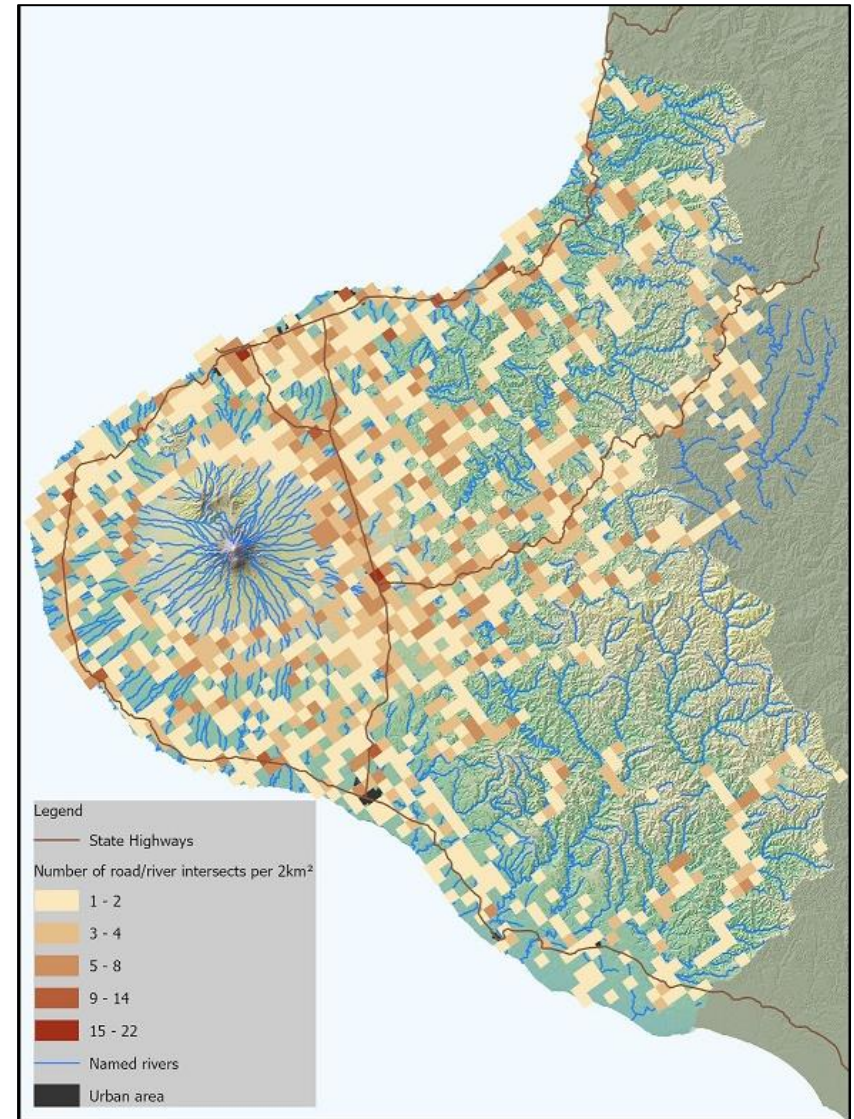 Legend
State Highways
Number of road/river intersects per 2km²
1 - 2
3 - 4
5 - 8
9 - 14
15 - 22
Named rivers
Urban area